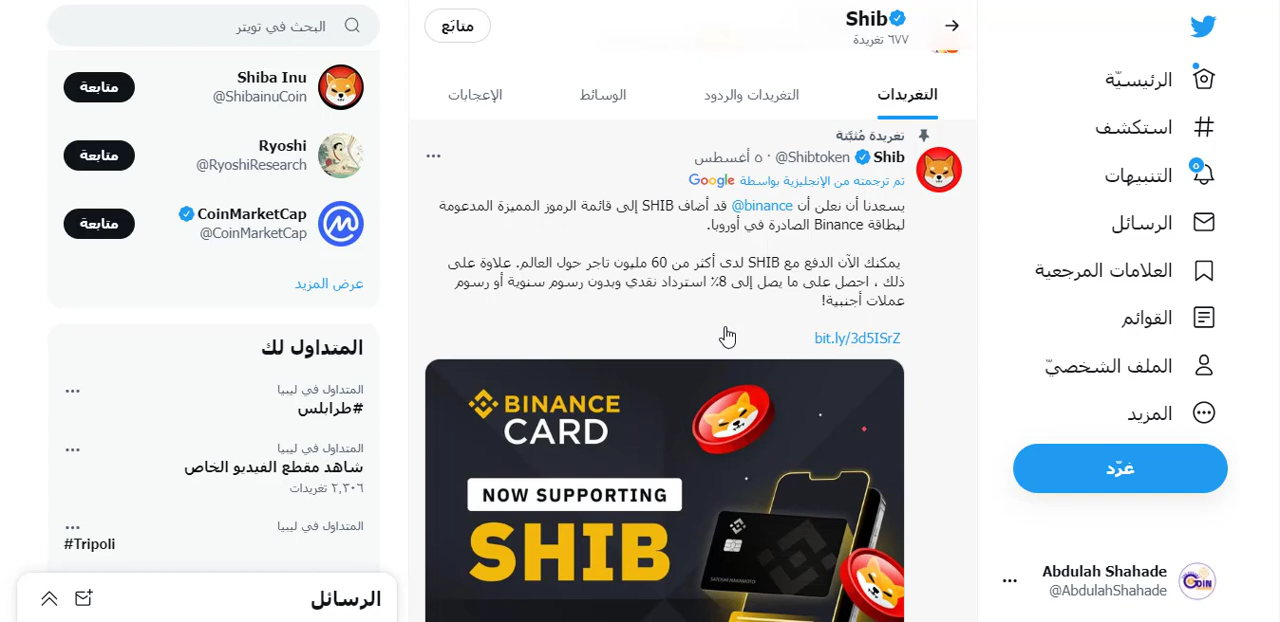 الرئيسيّة
استكشف
٥
التنبيهات
الرسائل
العلامات المرجعية
القوائم
الملف الشخصيّ
المزيد
غرّد
Abdulah Shahade
@AbdulahShahade
Shib
٦٧٧ تغريدة
متابَع
التغريدات
التغريدات والردود
الوسائط
الإعجابات
تغريدة مُثبَّتة
Shib @Shibtoken · ٥ أغسطس
تم ترجمته من الإنجليزية بواسطة Google
يسعدنا أن نعلن أن @binance قد أضاف SHIB إلى قائمة الرموز المميزة المدعومة
لبطاقة Binance الصادرة في أوروبا.
يمكنك الآن الدفع مع SHIB لدى أكثر من 60 مليون تاجر حول العالم. علاوة على
ذلك ، احصل على ما يصل إلى 8٪ استرداد نقدي وبدون رسوم سنوية أو رسوم
عملات أجنبية!
bit.ly/3d5ISrZ
BINANCE
CARD
NOW SUPPORTING
SHIB
البحث في تويتر
Shiba Inu
@ShibainuCoin
متابعة
Ryoshi
@RyoshiResearch
متابعة
CoinMarketCap
@CoinMarketCap
متابعة
عرض المزيد
المتداول لك
المتداول في ليبيا
#طرابلس
المتداول في ليبيا
شاهد مقطع الفيديو الخاص
٢,٣٠٦ تغريدات
المتداول في ليبيا
#Tripoli
الرسائل